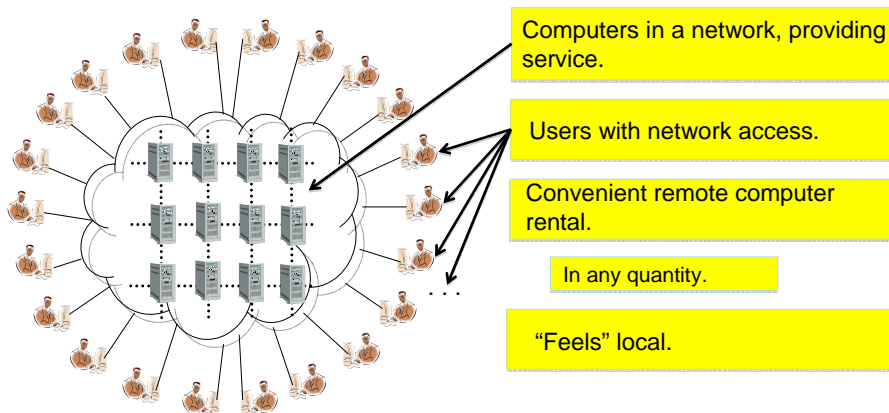 Computers in a network, providing
service.
Users with network access.
Convenient remote computer
rental.
In any quantity.
. . .
“Feels” local.